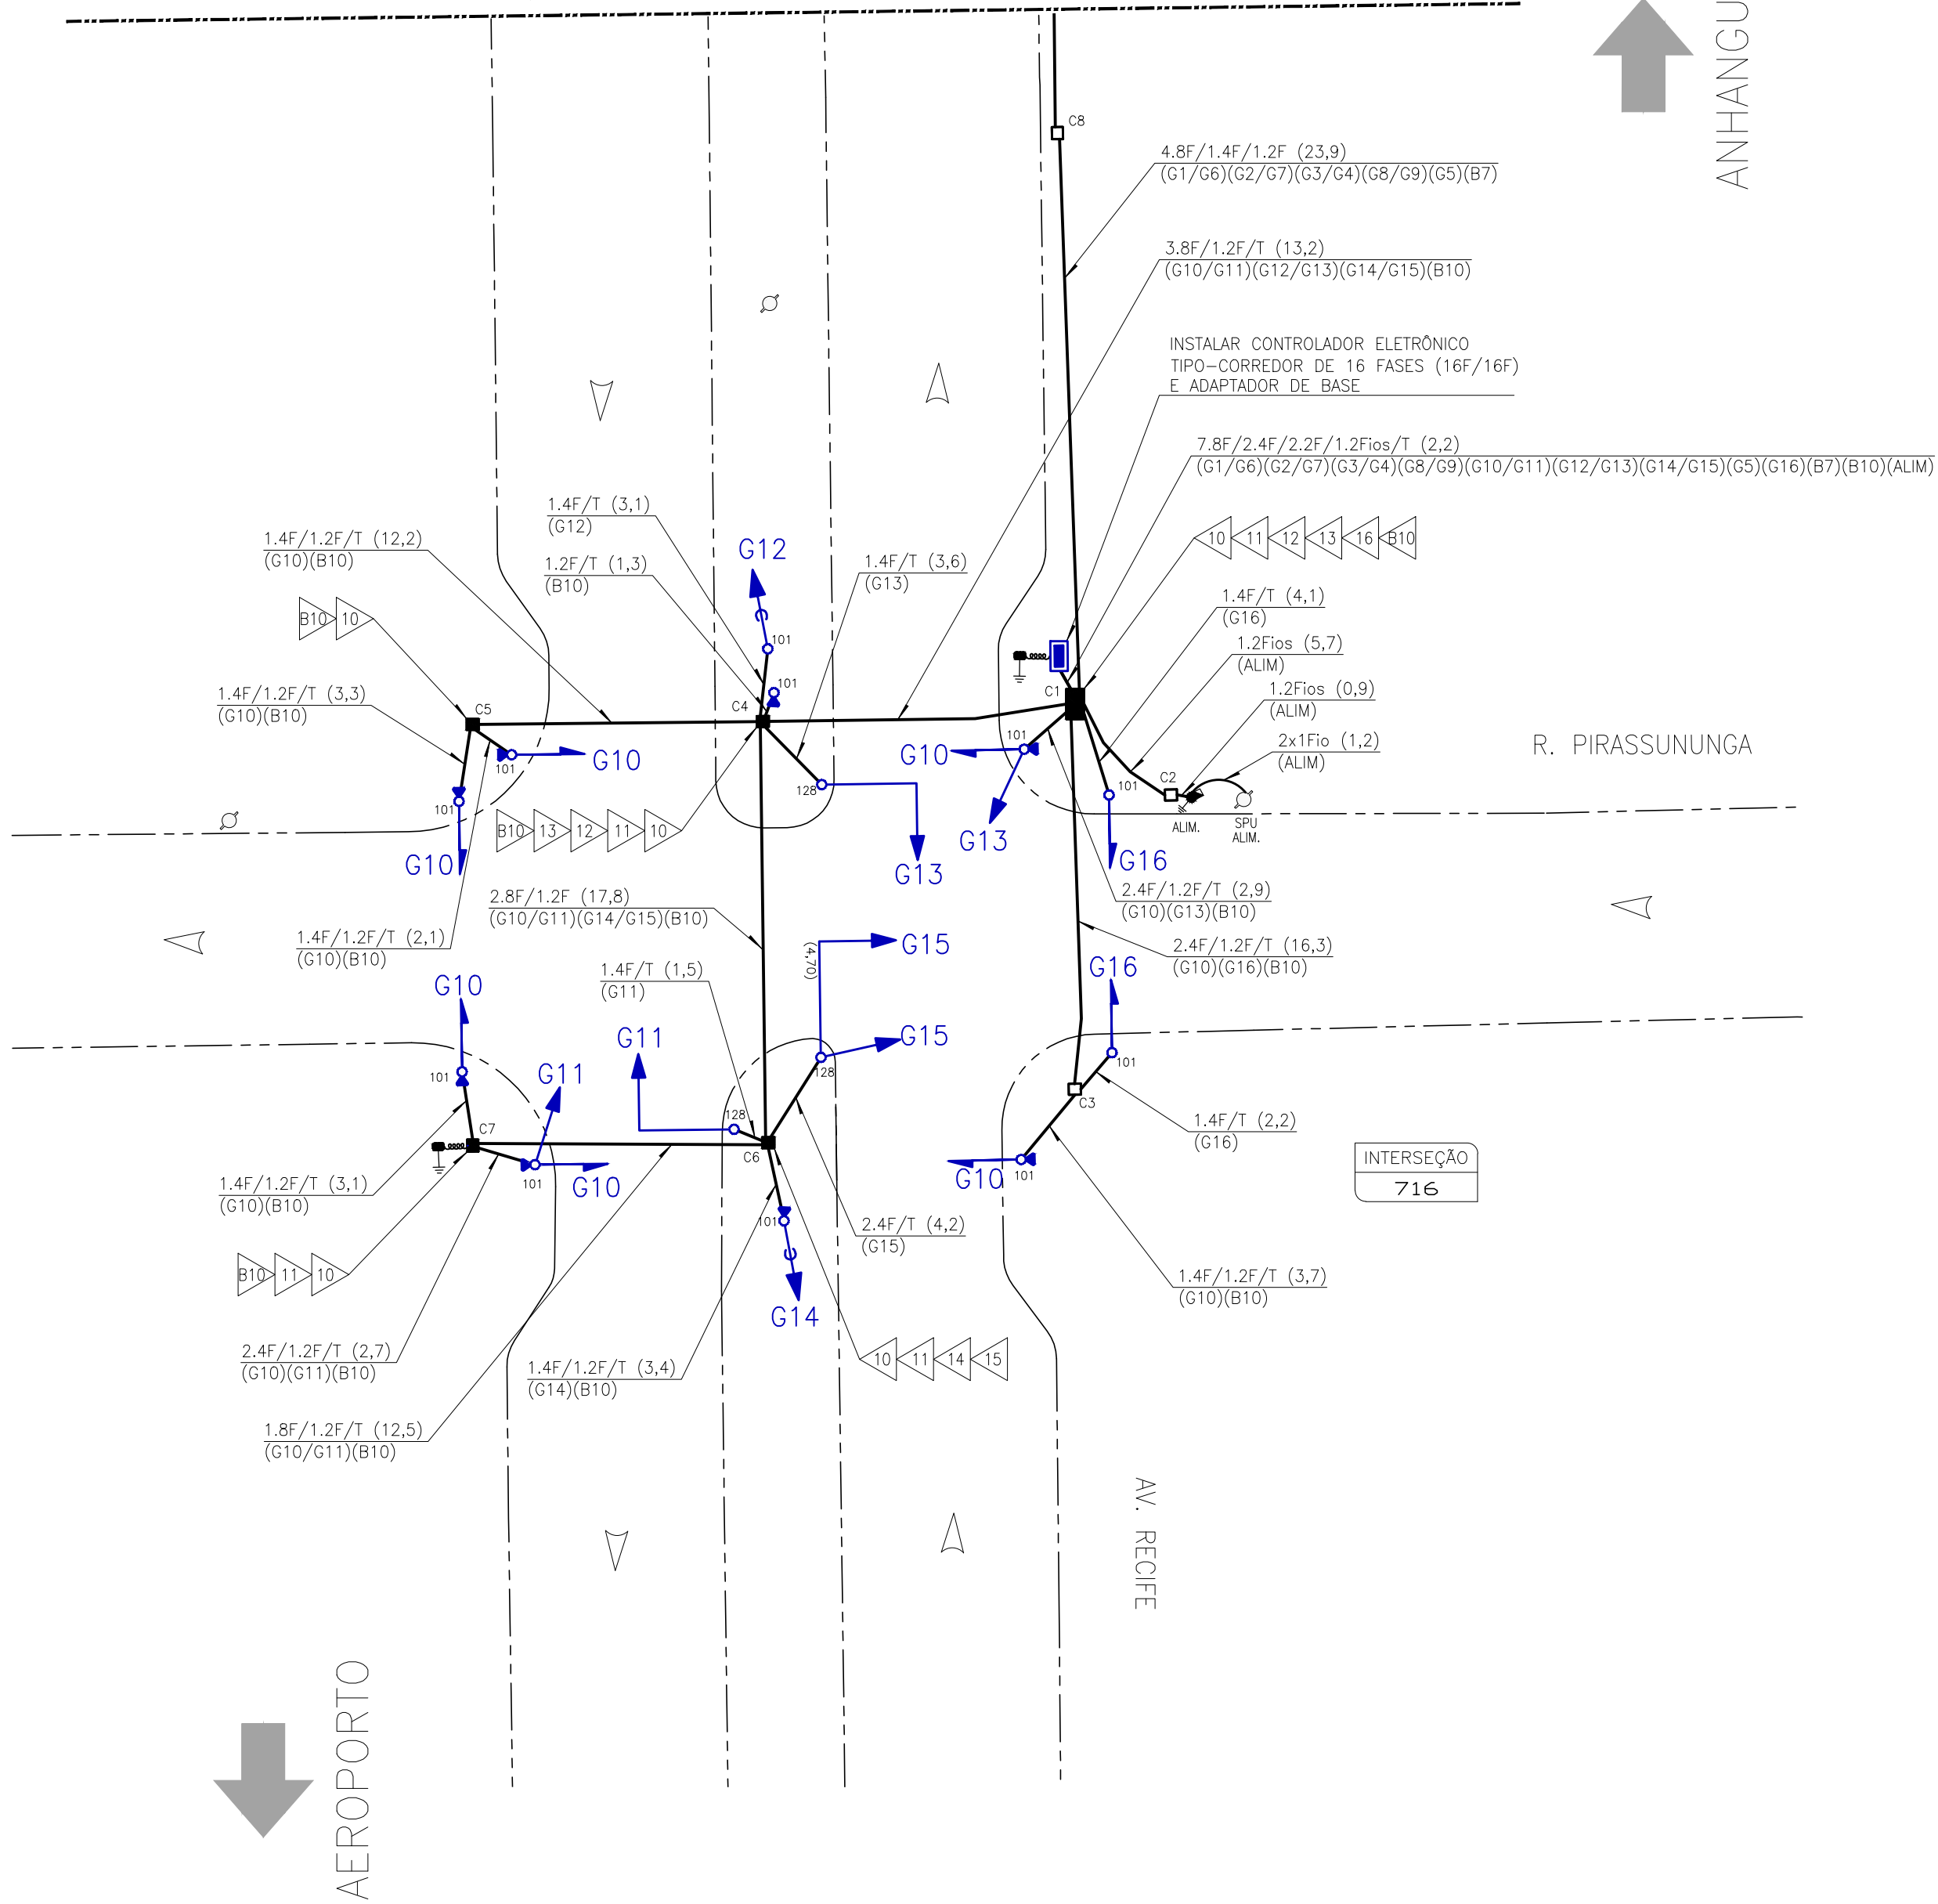 ANHANGU
C8
4.8F/1.4F/1.2F (23,9)
(G1/G6)(G2/G7)(G3/G4)(G8/G9)(G5)(B7)
3.8F/1.2F/T (13,2)
(G10/G11)(G12/G13)(G14/G15)(B10)
INSTALAR CONTROLADOR ELETRÔNICO
TIPO-CORREDOR DE 16 FASES (16F/16F)
E ADAPTADOR DE BASE
7.8F/2.4F/2.2F/1.2Fios/T (2,2)
(G1/G6)(G2/G7)(G3/G4)(G8/G9)(G10/G11)(G12/G13)(G14/G15)(G5)(G16)(B7)(B10)(ALIM)
1.4F/T (3,1)
(G12)
1.4F/1.2F/T (12,2)
(G10)(B10)
1.2F/T (1,3)
(B10)
G12
1.4F/T (3,6)
(G13)
10 11 12 13 16 B10
1.4F/T (4,1)
(G16)
B10 10
101
1.2Fios (5,7)
(ALIM)
1.4F/1.2F/T (3,3)
(G10)(B10)
C5
C4
101
C1
1.2Fios (0,9)
(ALIM)
101
G10
101
G10
2x1Fio (1,2)
(ALIM)
R. PIRASSUNUNGA
C2
101
128
101
ALIM.
SPU
ALIM.
B10 13 12 11 10
G13
G10
G13
G16
2.8F/1.2F (17,8)
(G10/G11)(G14/G15)(B10)
2.4F/1.2F/T (2,9)
(G10)(G13)(B10)
1.4F/1.2F/T (2,1)
(G10)(B10)
(4,70)
G15
2.4F/1.2F/T (16,3)
(G10)(G16)(B10)
1.4F/T (1,5)
(G11)
G10
G16
G11
G15
101
G11
128
101
128
C3
C7
C6
1.4F/T (2,2)
(G16)
INTERSEÇÃO
716
1.4F/1.2F/T (3,1)
(G10)(B10)
101
G10
G10
101
101
2.4F/T (4,2)
(G15)
B10 11 10
G14
1.4F/1.2F/T (3,7)
(G10)(B10)
2.4F/1.2F/T (2,7)
(G10)(G11)(B10)
1.4F/1.2F/T (3,4)
(G14)(B10)
10 11 14 15
1.8F/1.2F/T (12,5)
(G10/G11)(B10)
AV. RECIFE
AEROPORTO